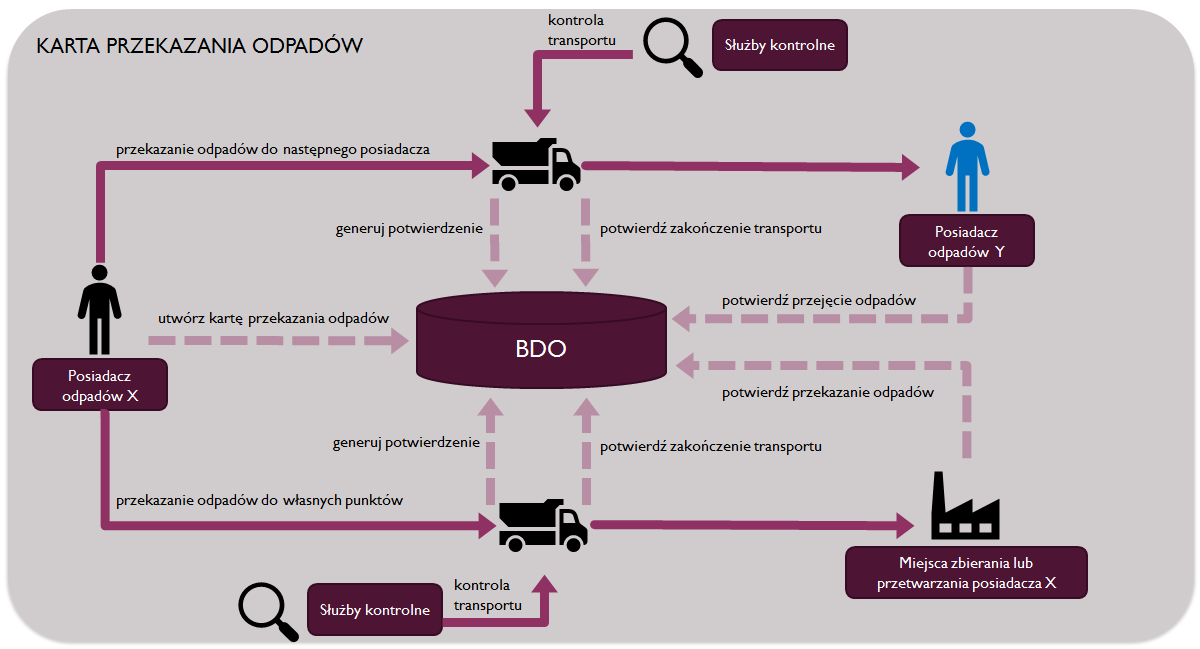 KARTA PRZEKAZANIA ODPADÓW
kontrola
transportu
Służby kontrolne
przekazanie odpadów do następnego posiadacza
generuj potwierdzenie
potwierdź zakończenie transportu
Posiadacz
odpadów Y
utwórz kartę przekazania odpadów
potwierdź przejęcie odpadów
BDO
Posiadacz
odpadów X
potwierdź przekazanie odpadów
generuj potwierdzenie
potwierdź zakończenie transportu
przekazanie odpadów do własnych punktów
Miejsca zbierania lub
przetwarzania posiadacza X
Służby kontrolne
kontrola
transportu